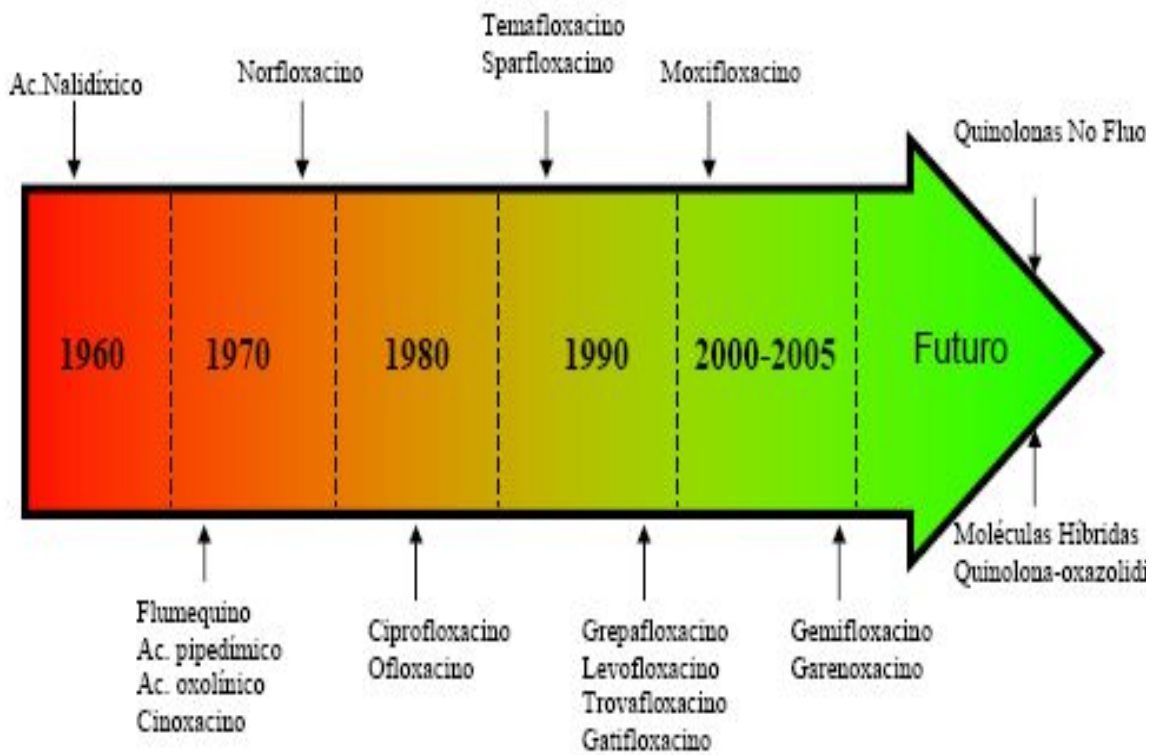 Ac.Nalidíxico
Norfloxacino
Temafloxacino
Sparfloxacino
Moxifloxacino
Quinolonas No Fluo
1960
1970
1980
1990
2000-2005
Futuro
Flumequino
Ac. pipedímico
Ac. oxolínico
Cinoxacino
Ciprofloxacino
Ofloxacino
Grepafloxacino
Levofloxacino
Trovafloxacino
Gatifloxacino
Gemifloxacino
Garenoxacino
Moléculas Híbridas
Quinolona-oxazolidi